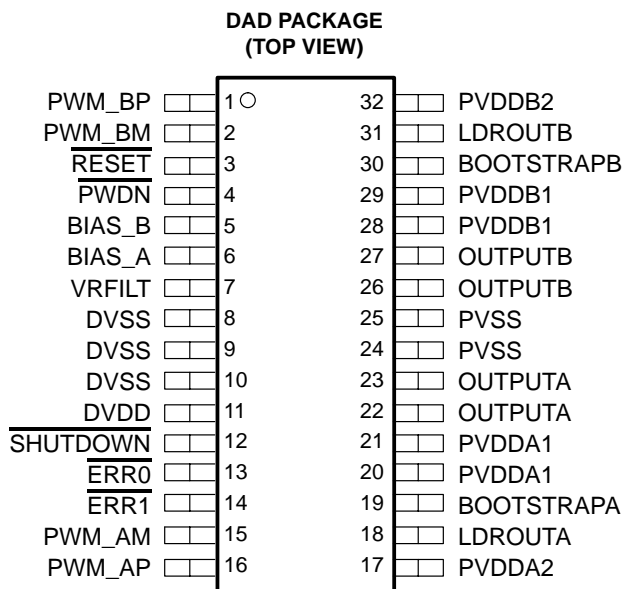 DAD PACKAGE
(TOP VIEW)
PWM_BP 1 32 PVDDB2
PWM_BM 2 31 LDROUTB
RESET 3 30 BOOTSTRAPB
PWDN 4 29 PVDDB1
BIAS_B 5 28 PVDDB1
BIAS_A 6 27 OUTPUTB
VRFILT 7 26 OUTPUTB
DVSS 8 25 PVSS
DVSS 9 24 PVSS
DVSS 10 23 OUTPUTA
DVDD 11 22 OUTPUTA
SHUTDOWN 12 21 PVDDA1
ERR0 13 20 PVDDA1
ERR1 14 19 BOOTSTRAPA
PWM_AM 15 18 LDROUTA
PWM_AP 16 17 PVDDA2